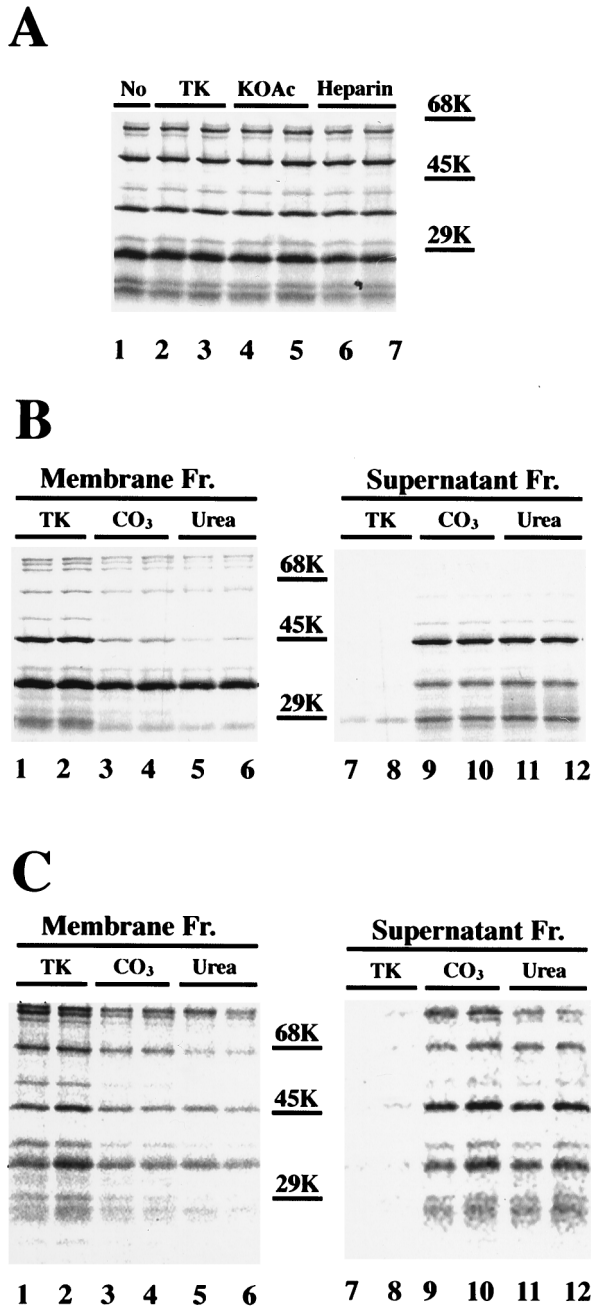 A
No TK KOAc Heparin
68K
45K
29K
1 2 3 4 5 6 7
B
Membrane Fr. Supernatant Fr.
TK CO₃ Urea TK CO₃ Urea
68K
45K
29K
1 2 3 4 5 6 7 8 9 10 11 12
C
Membrane Fr. Supernatant Fr.
TK CO₃ Urea TK CO₃ Urea
68K
45K
29K
1 2 3 4 5 6 7 8 9 10 11 12